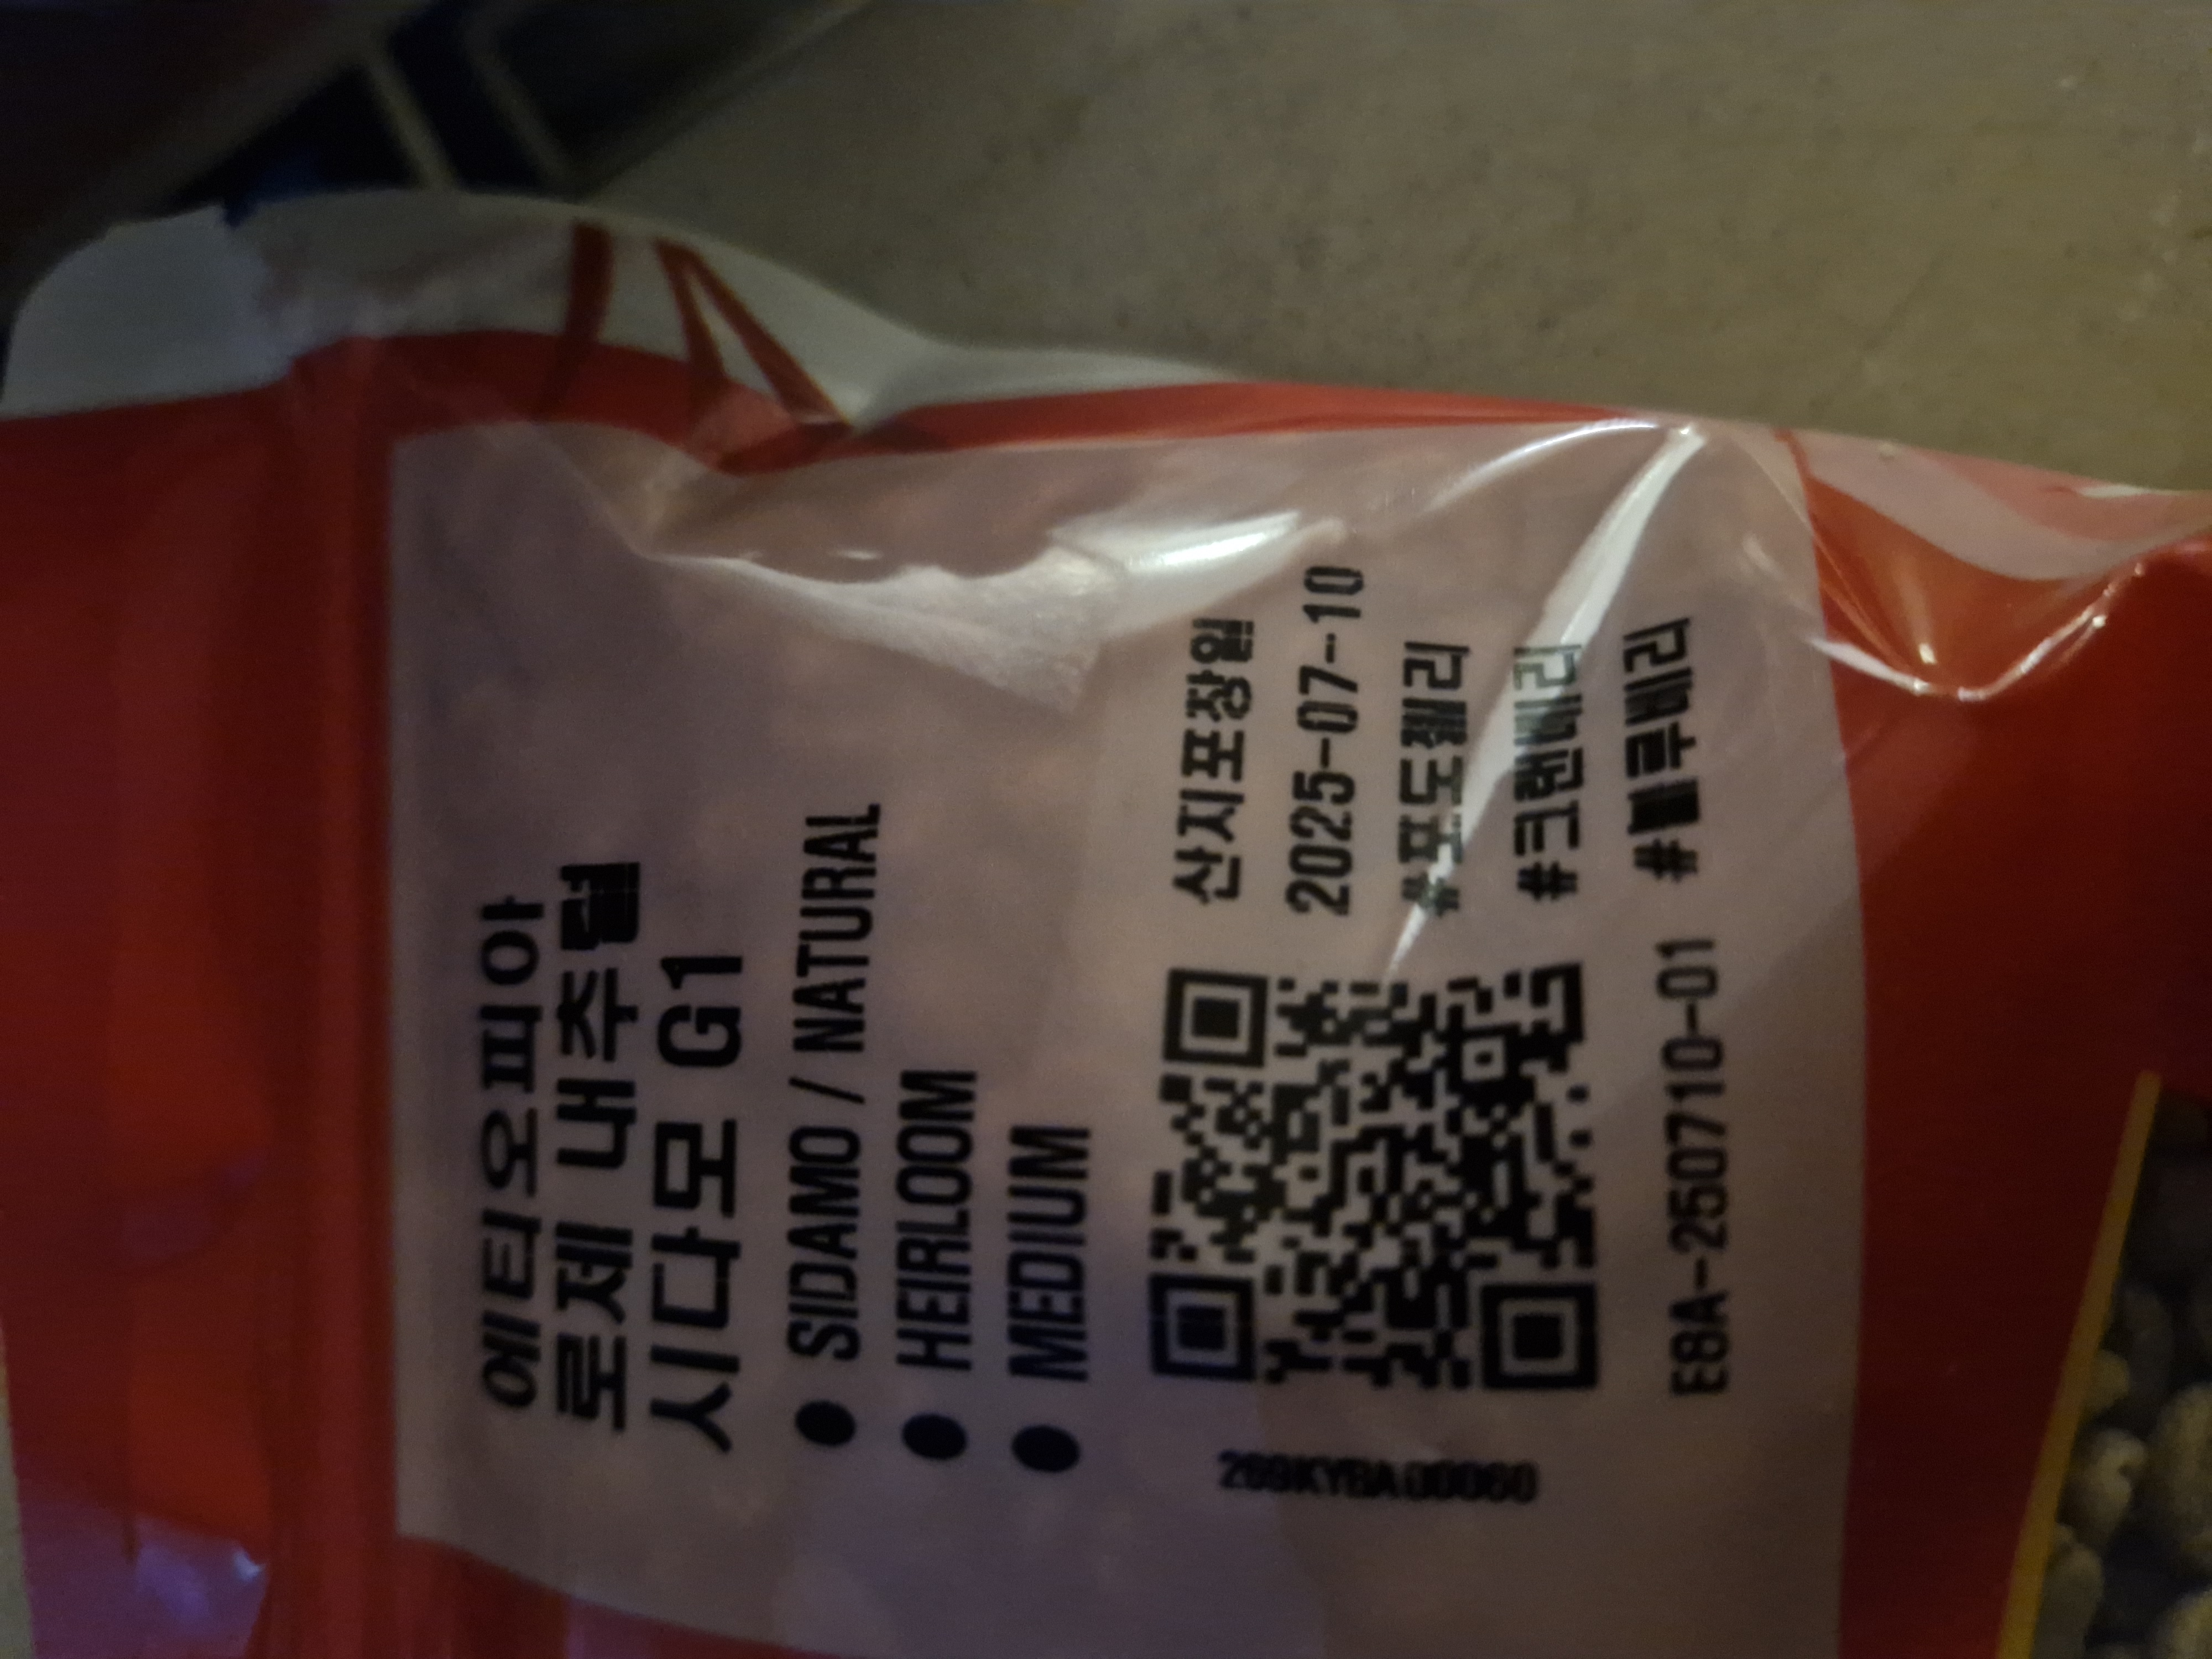 에티오피아
로제 내추럴
시다모 G1
SIDAMO / NATURAL
HEIRLOOM
MEDIUM
산지포장일
2025-07-10
#포도젤리
#크랜베리
#블루베리
E8A-250710-01